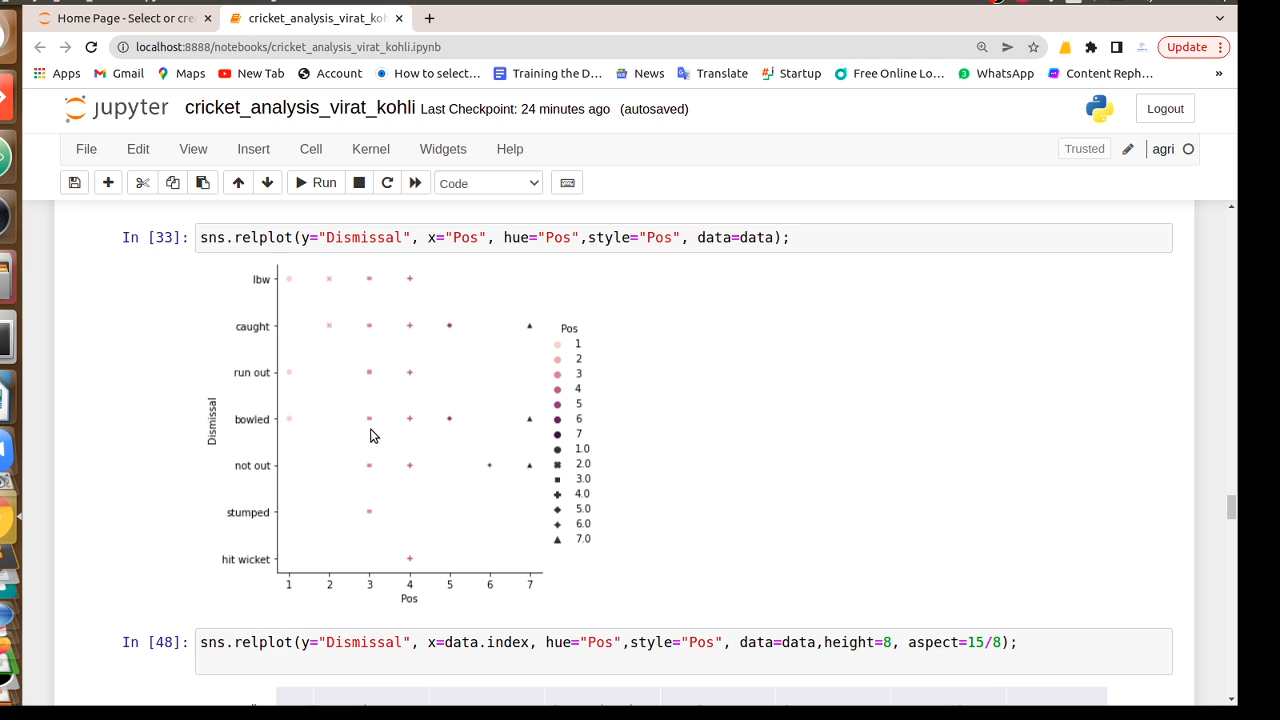 Home Page - Select or cre
cricket_analysis_virat_koh
localhost:8888/notebooks/cricket_analysis_virat_kohli.ipynb
Update
Apps
Gmail
Maps
New Tab
Account
How to select...
Training the D...
News
Translate
Startup
Free Online Lo...
WhatsApp
Content Reph...
»
jupyter
cricket_analysis_virat_kohli Last Checkpoint: 24 minutes ago (autosaved)
Logout
File
Edit
View
Insert
Cell
Kernel
Widgets
Help
Trusted
agri
Run
Code
In [33]: sns.relplot(y="Dismissal", x="Pos", hue="Pos",style="Pos", data=data);
lbw
caught
run out
bowled
not out
stumped
hit wicket
Dismissal
1 2 3 4 5 6 7
Pos
Pos
1
2
3
4
5
6
7
1.0
2.0
3.0
4.0
5.0
6.0
7.0
In [48]: sns.relplot(y="Dismissal", x=data.index, hue="Pos",style="Pos", data=data,height=8, aspect=15/8);